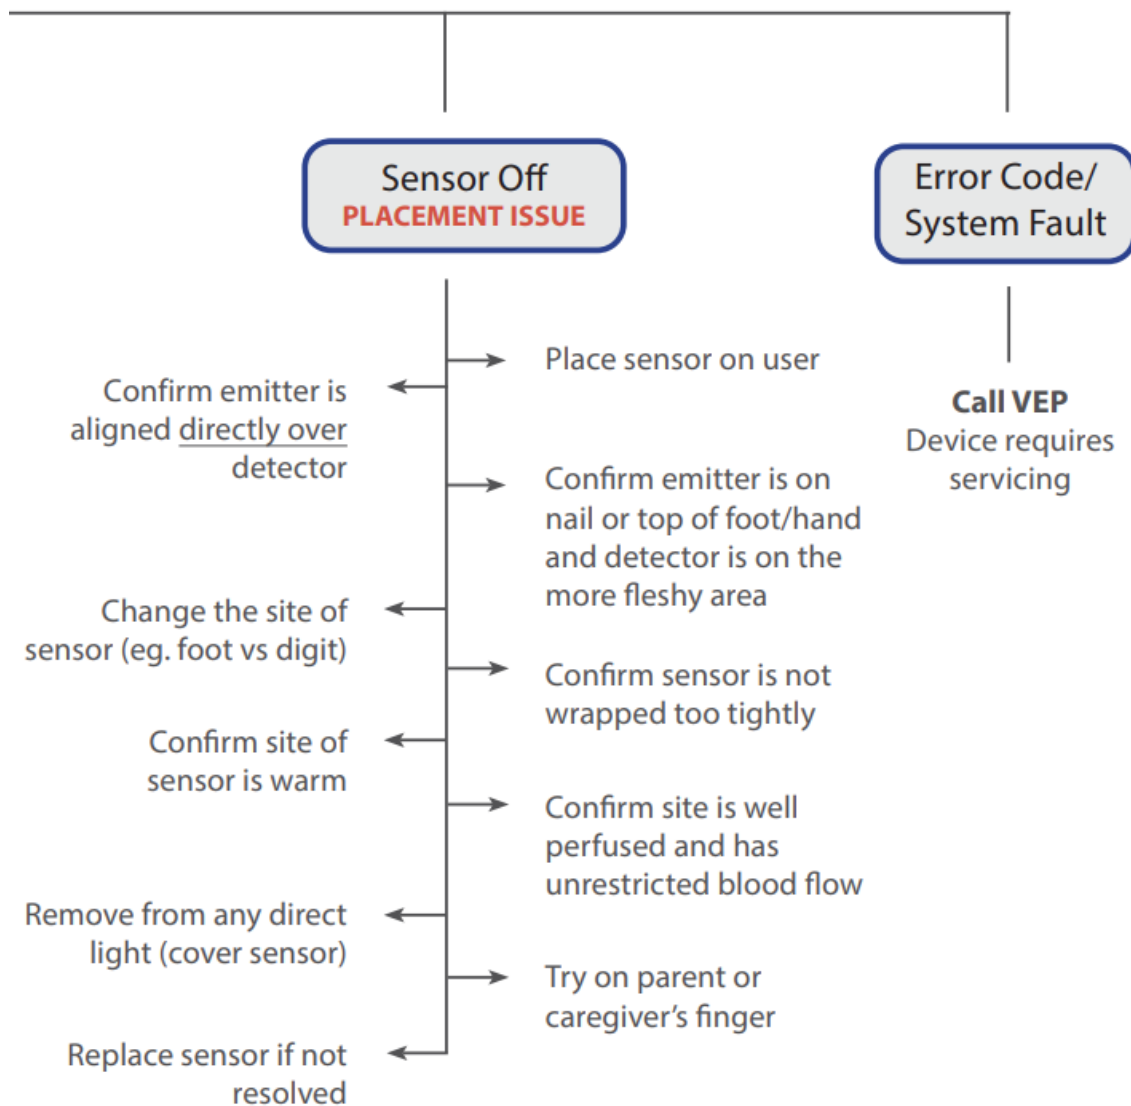 Sensor Off
PLACEMENT ISSUE
Error Code/
System Fault
Place sensor on user
Confirm emitter is
aligned directly over
detector
Confirm emitter is on
nail or top of foot/hand
and detector is on the
more fleshy area
Change the site of
sensor (eg. foot vs digit)
Confirm sensor is not
wrapped too tightly
Confirm site of
sensor is warm
Confirm site is well
perfused and has
unrestricted blood flow
Remove from any direct
light (cover sensor)
Try on parent or
caregiver’s finger
Replace sensor if not
resolved
Call VEP
Device requires
servicing